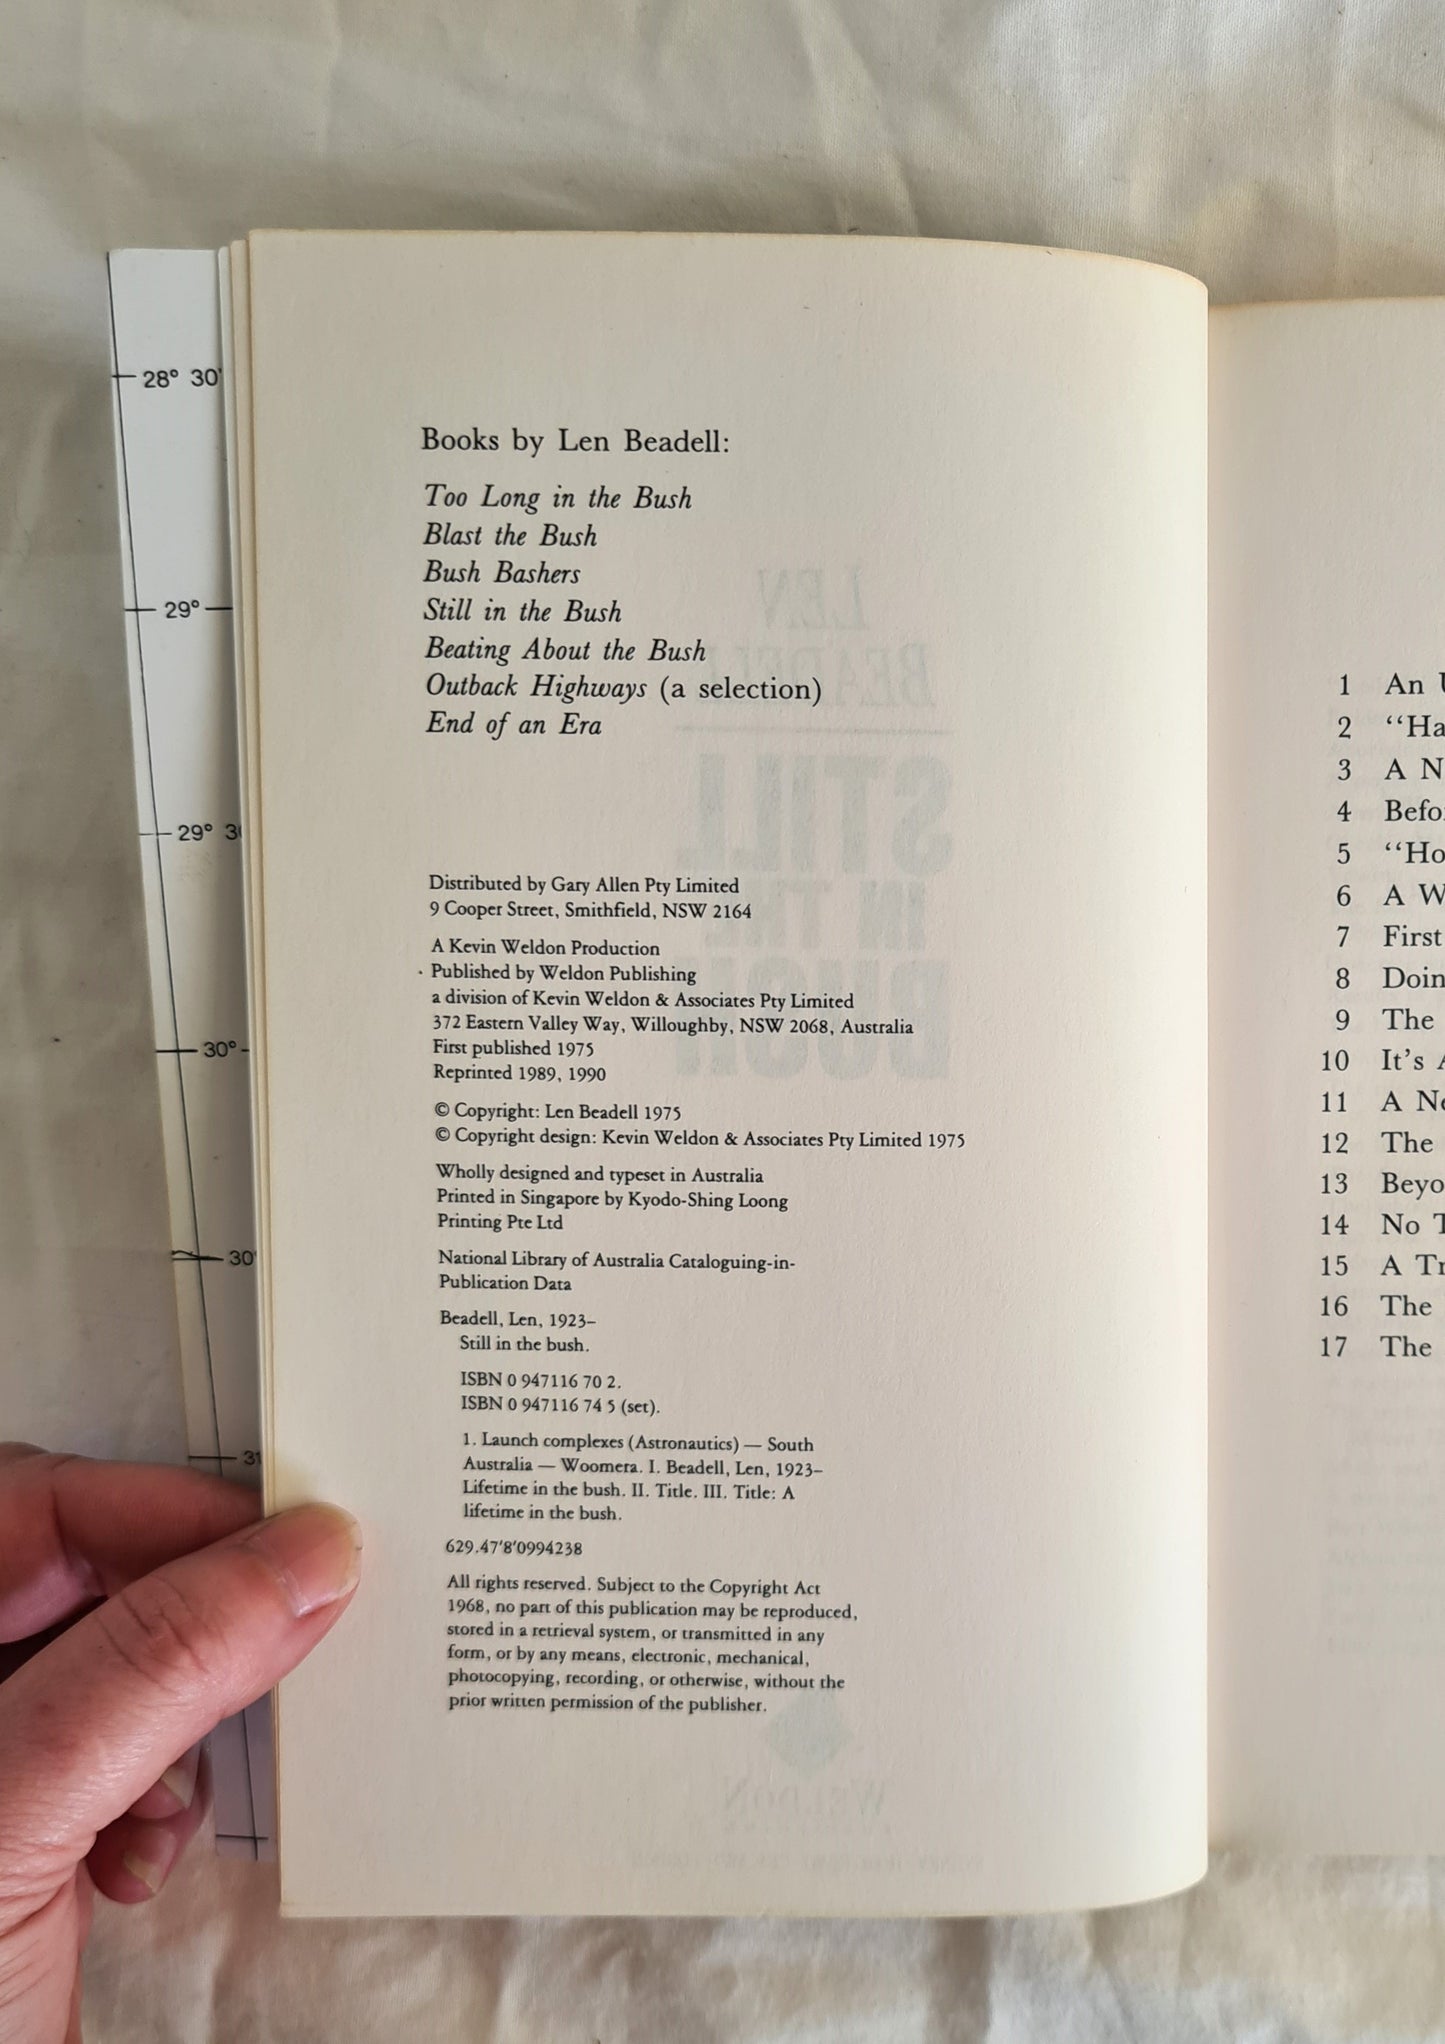 28° 30'
29°
29° 3
30°
30'
31
Books by Len Beadell:
Too Long in the Bush
Blast the Bush
Bush Bashers
Still in the Bush
Beating About the Bush
Outback Highways (a selection)
End of an Era
Distributed by Gary Allen Pty Limited
9 Cooper Street, Smithfield, NSW 2164
A Kevin Weldon Production
Published by Weldon Publishing
a division of Kevin Weldon & Associates Pty Limited
372 Eastern Valley Way, Willoughby, NSW 2068, Australia
First published 1975
Reprinted 1989, 1990
© Copyright: Len Beadell 1975
© Copyright design: Kevin Weldon & Associates Pty Limited 1975
Wholly designed and typeset in Australia
Printed in Singapore by Kyodo-Shing Loong
Printing Pte Ltd
National Library of Australia Cataloguing-in-
Publication Data
Beadell, Len, 1923–
Still in the bush.
ISBN 0 947116 70 2.
ISBN 0 947116 74 5 (set).
1. Launch complexes (Astronautics) — South
Australia — Woomera. I. Beadell, Len, 1923–
Lifetime in the bush. II. Title. III. Title: A
lifetime in the bush.
629.47'8'0994238
All rights reserved. Subject to the Copyright Act
1968, no part of this publication may be reproduced,
stored in a retrieval system, or transmitted in any
form, or by any means, electronic, mechanical,
photocopying, recording, or otherwise, without the
prior written permission of the publisher.
1 An
2 “Ha
3 A N
4 Befo
5 “Ho
6 A W
7 First
8 Doin
9 The
10 It's
11 A Ne
12 The
13 Beyo
14 No
15 A Tr
16 The
17 The